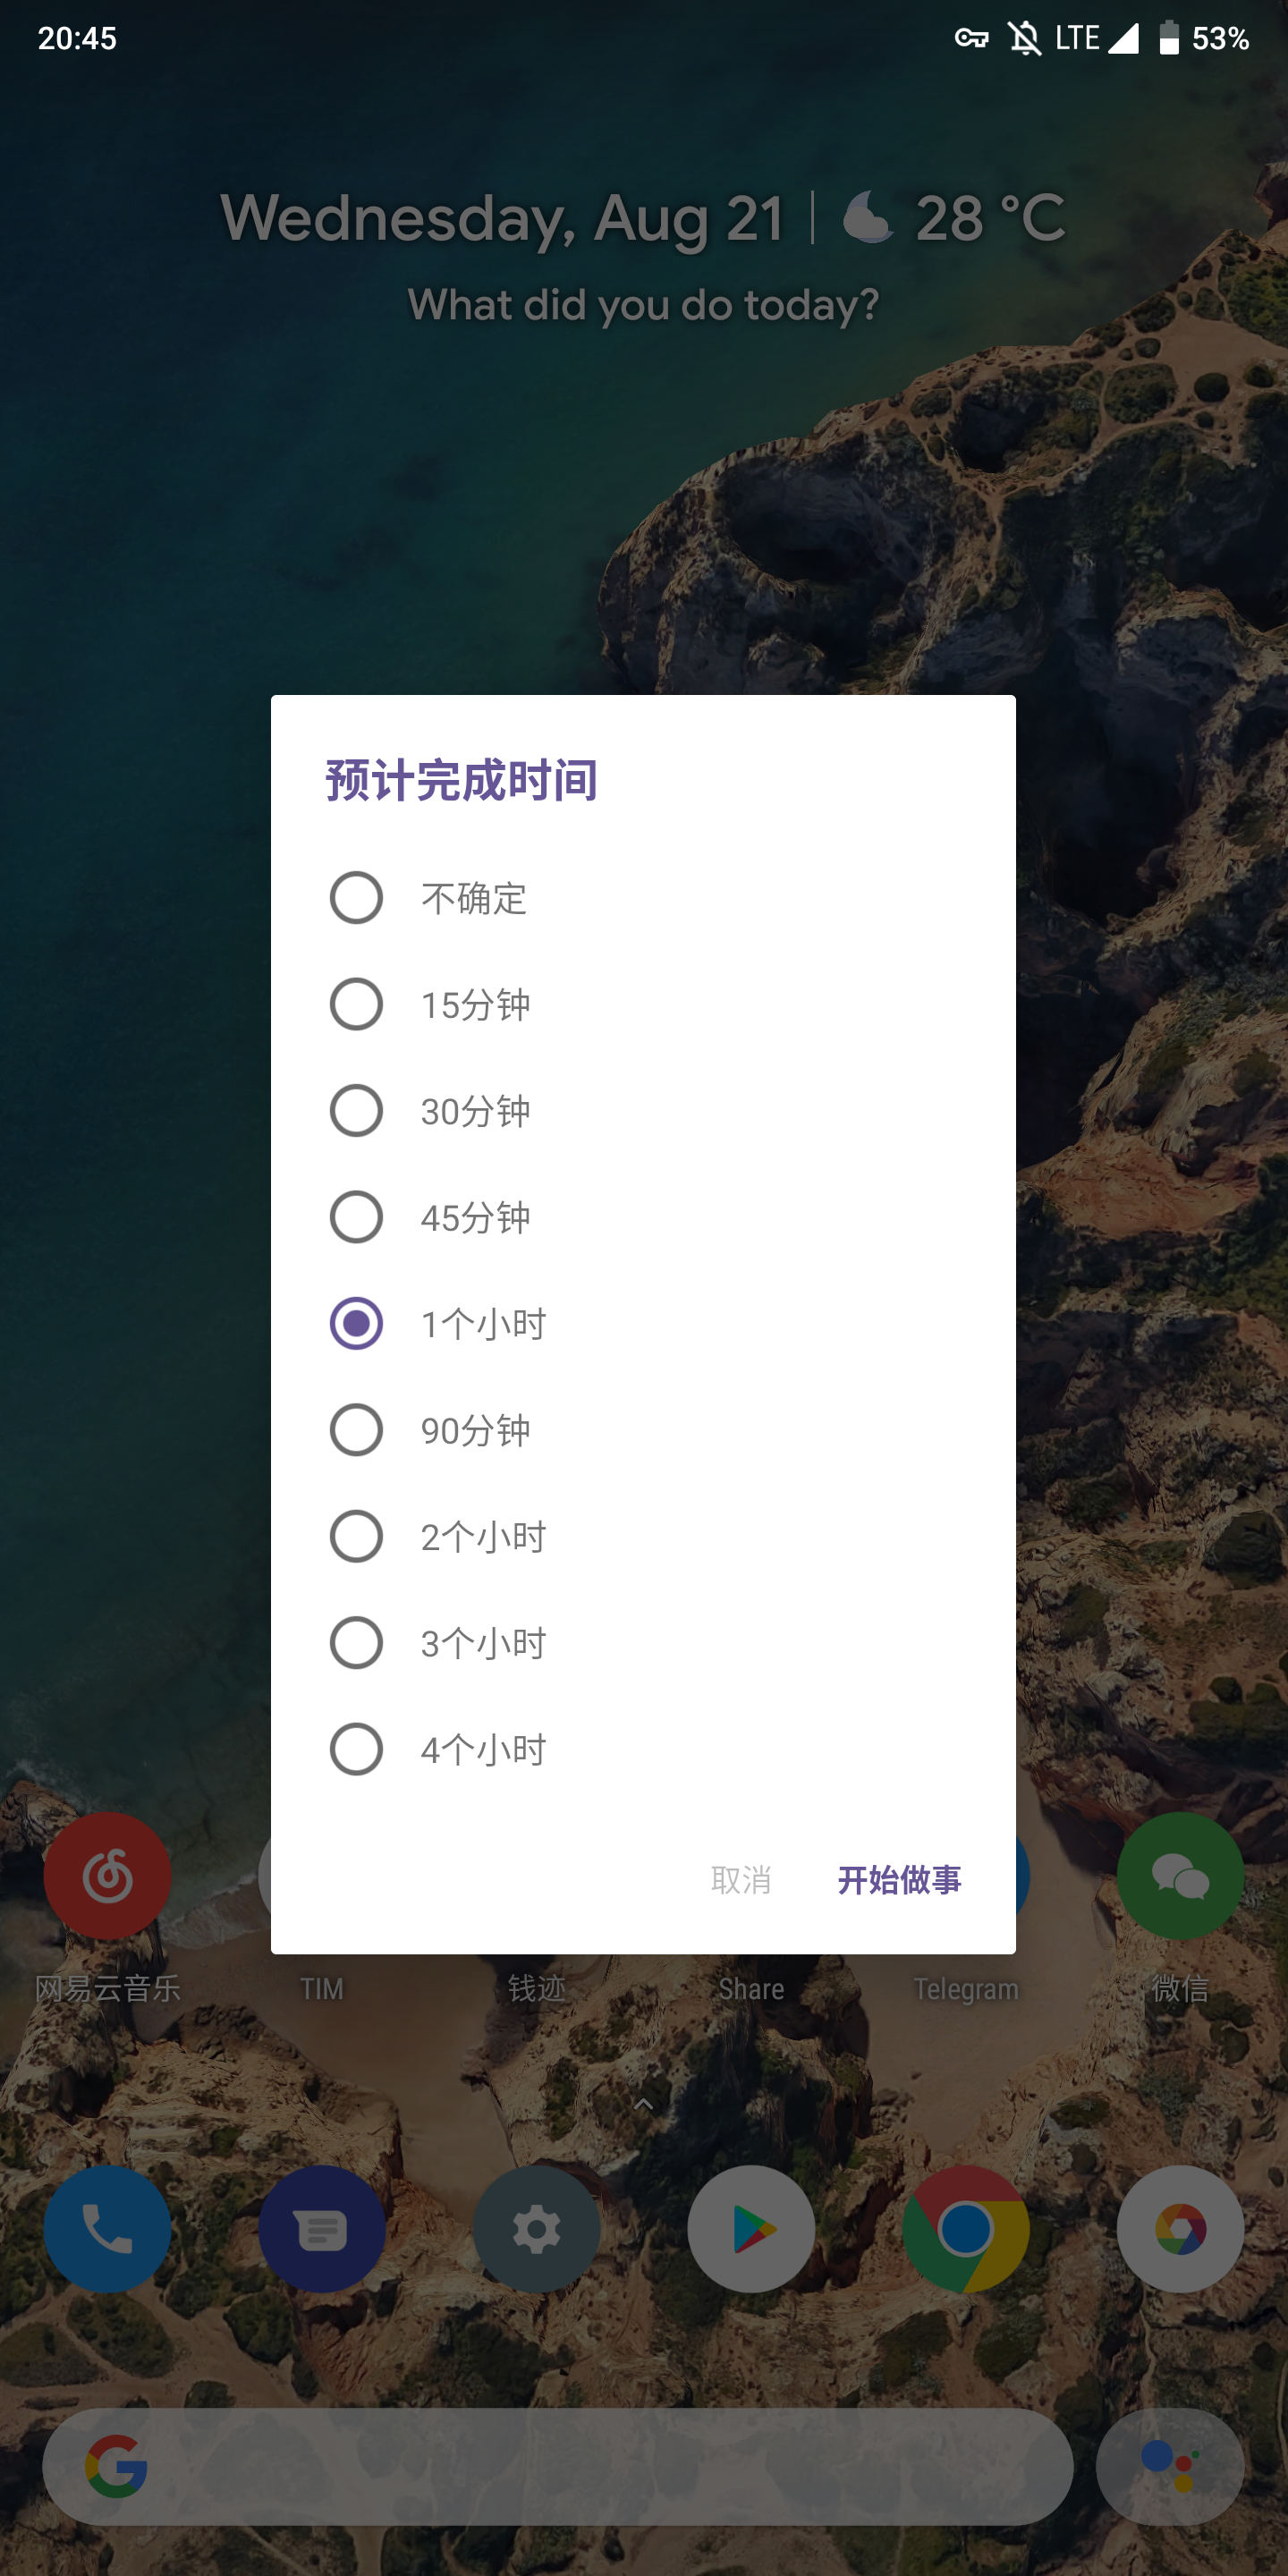 20:45
LTE 53%
Wednesday, Aug 21 28 °C
What did you do today?
预计完成时间
不确定
15分钟
30分钟
45分钟
1个小时
90分钟
2个小时
3个小时
4个小时
取消 开始做事
网易云音乐 TIM 钱迹 Share Telegram 微信